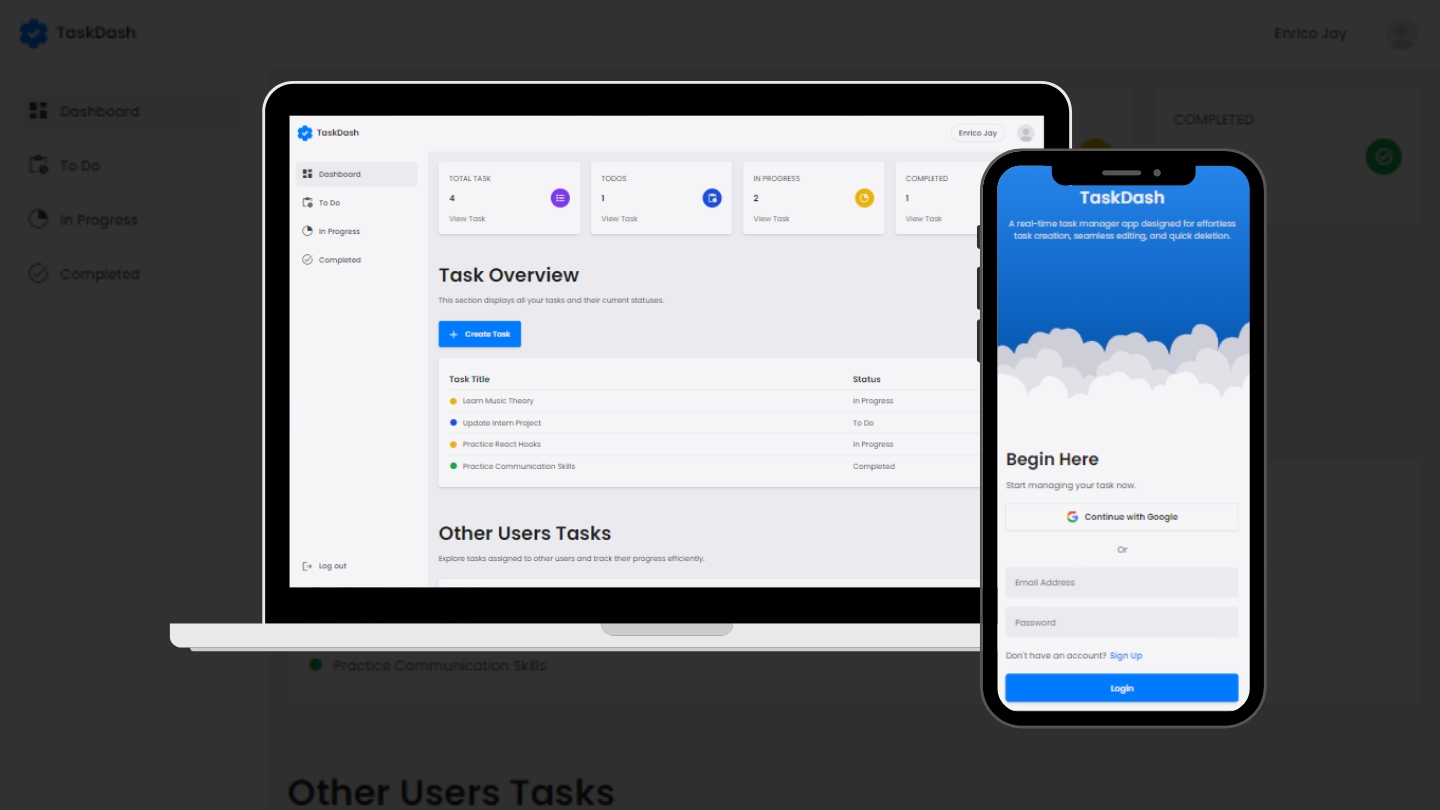 TaskDash
Enrico Jay
Dashboard
To Do
In Progress
Completed
COMPLETED
Practice Communication Skills
Other Users Tasks
TaskDash
Enrico Jay
Dashboard
To Do
In Progress
Completed
Log out
TOTAL TASK
4
View Task
TODOS
1
View Task
IN PROGRESS
2
View Task
COMPLETED
1
View Task
Task Overview
This section displays all your tasks and their current statuses.
+ Create Task
Task Title Status
Learn Music Theory In Progress
Update Intern Project To Do
Practice React Hooks In Progress
Practice Communication Skills Completed
Other Users Tasks
Explore tasks assigned to other users and track their progress efficiently.
TaskDash
A real-time task manager app designed for effortless
task creation, seamless editing, and quick deletion.
Begin Here
Start managing your task now.
Continue with Google
Or
Email Address
Password
Don't have an account? Sign Up
Login